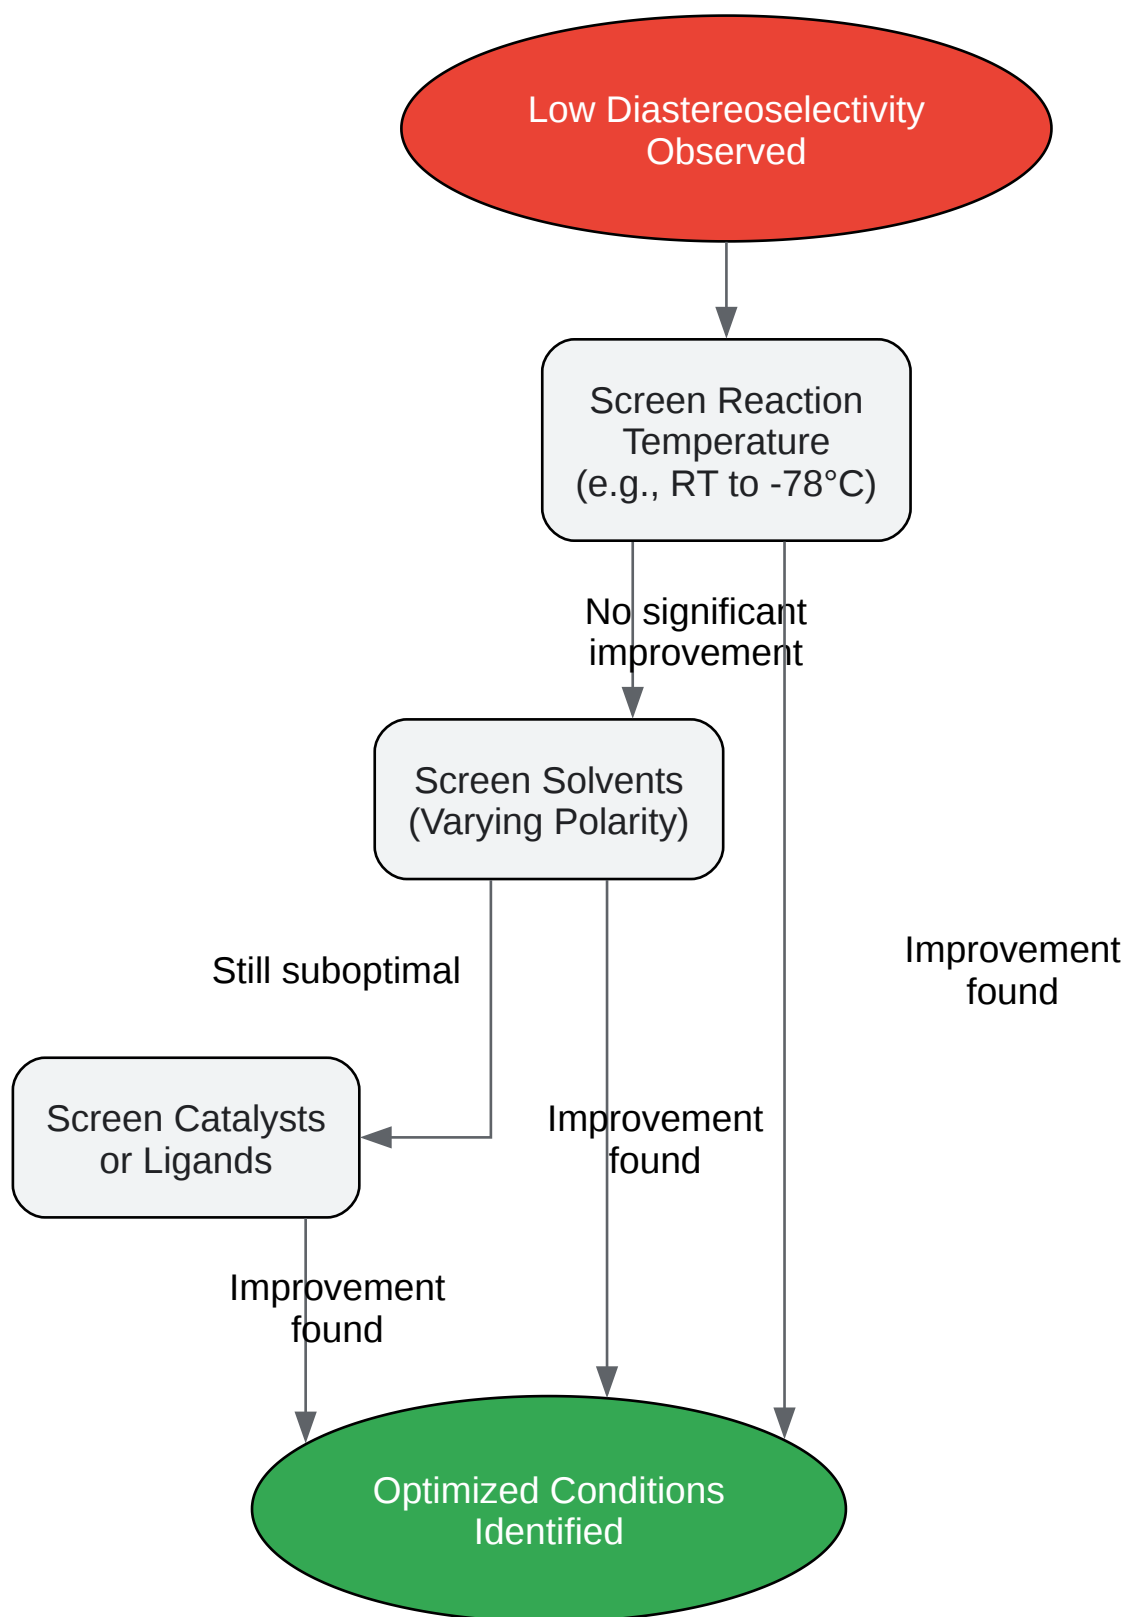 Low Diastereoselectivity
Observed
Screen Reaction
Temperature
(e.g., RT to -78°C)
No significant
improvement
Screen Solvents
(Varying Polarity)
Still suboptimal
Improvement
found
Screen Catalysts
or Ligands
Improvement
found
Improvement
found
Optimized Conditions
Identified